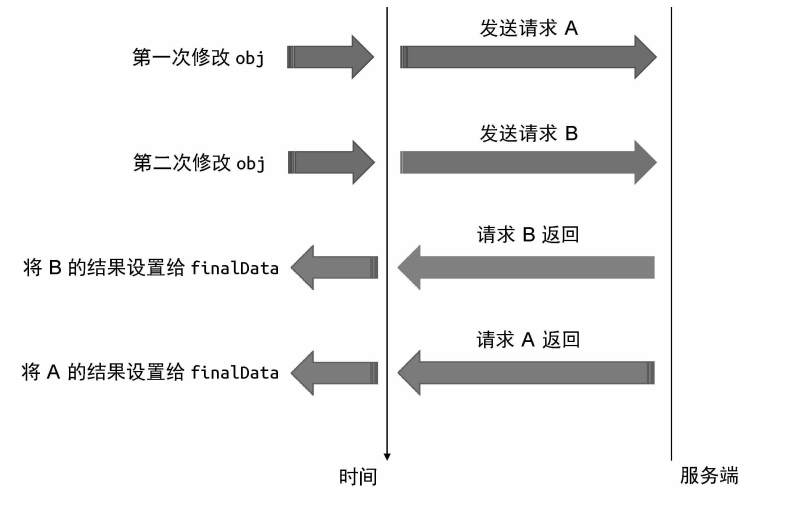 发送请求 A
第一次修改 obj
发送请求 B
第二次修改 obj
请求 B 返回
将 B 的结果设置给 finalData
请求 A 返回
将 A 的结果设置给 finalData
时间
服务端